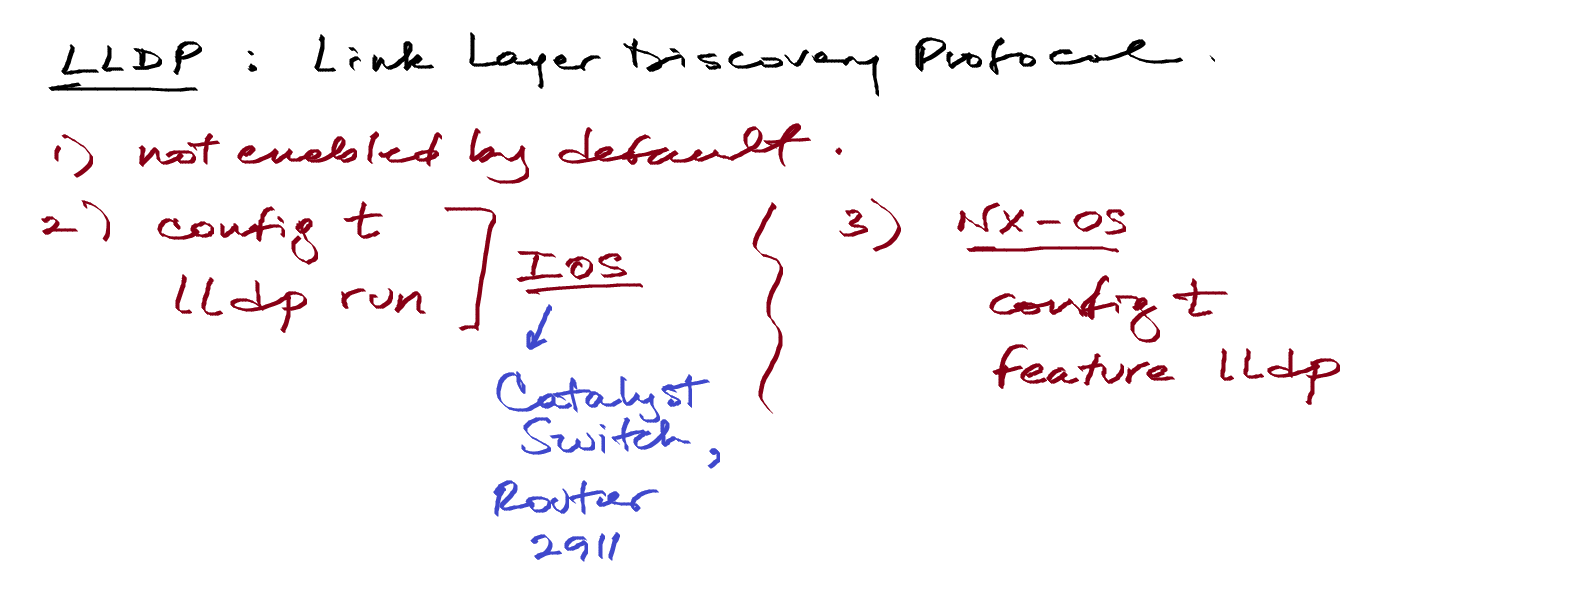 LLDP : Link Layer Discovery Protocol.
1) not enabled by default.
2) config t
lldp run
IOS
Catalyst
Switch,
Router
2911
3) NX-OS
config t
feature lldp